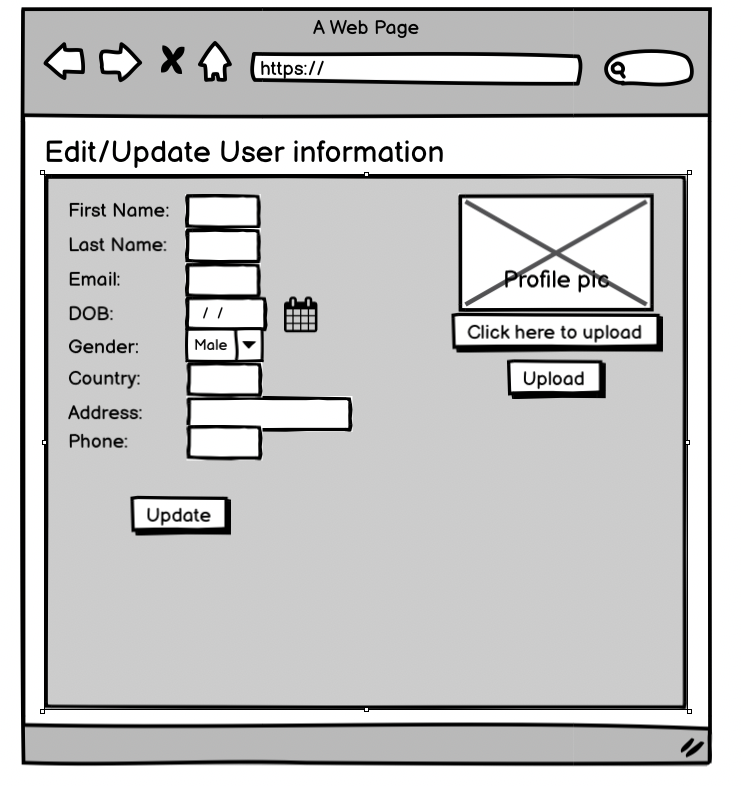 A Web Page
https://
Edit/Update User information
First Name:
Last Name:
Email:
DOB: / /
Gender: Male
Country:
Address:
Phone:
Update
Profile pic
Click here to upload
Upload